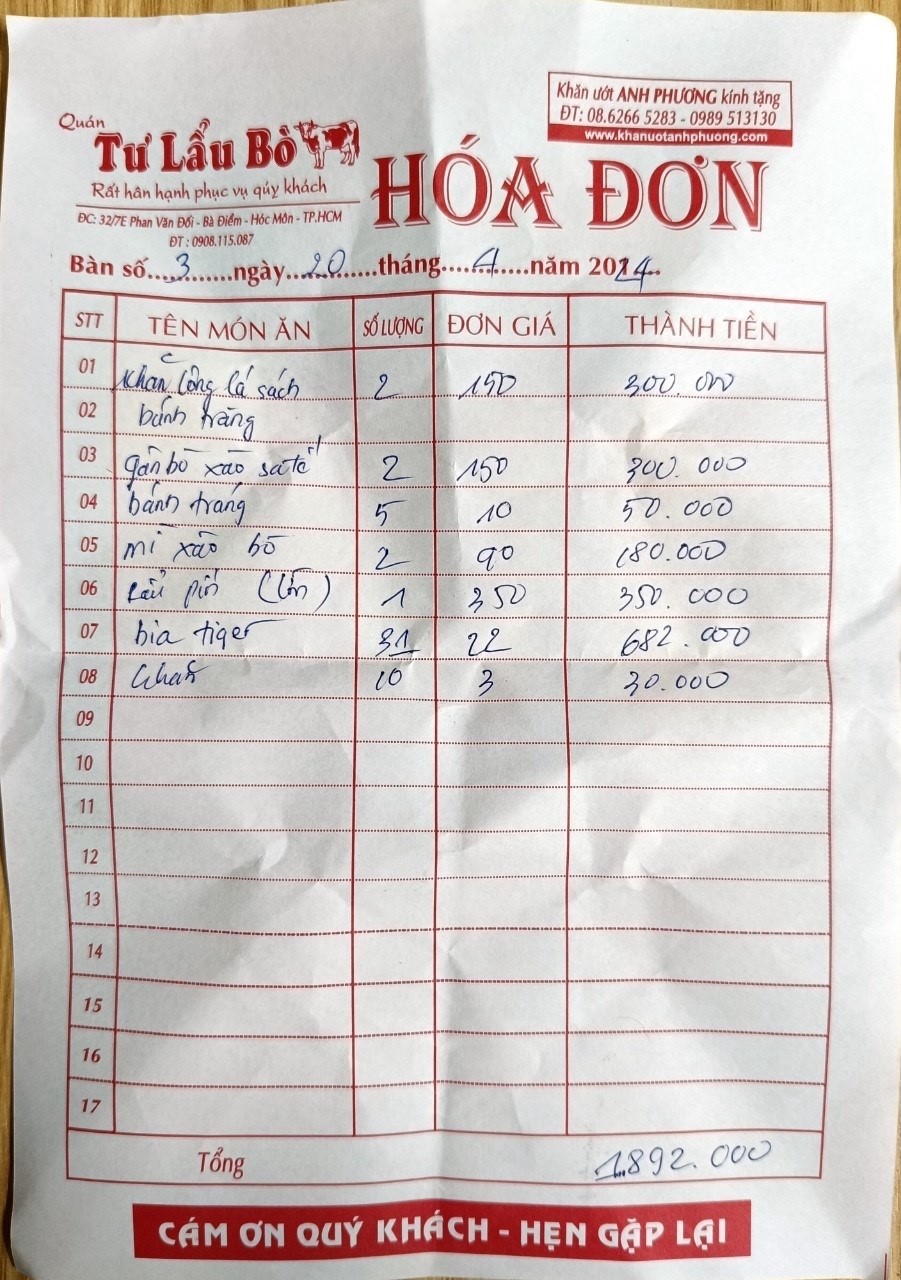 Khăn ướt ANH PHƯƠNG kính tặng
ĐT: 08.6266 5283 - 0989 513130
www.khanuotanhphuong.com
Quán
Tư Lẩu Bò
Rất hân hạnh phục vụ qúy khách
ĐC: 32/7E Phan Văn Đối - Bà Điểm - Hóc Môn - TP.HCM
ĐT : 0908.115.087
HÓA ĐƠN
Bàn số....3.......ngày...20......tháng....4.....năm 2024..
STT TÊN MÓN ĂN SỐ LƯỢNG ĐƠN GIÁ THÀNH TIỀN
01 khăn lông lá sách 2 150 300.000
02 bánh tráng
03 gân bò xào sa tế 2 150 300.000
04 bánh tráng 5 10 50.000
05 mì xào bò 2 90 180.000
06 Lẩu pín (lớn) 1 350 350.000
07 bia tiger 31 22 682.000
08 khăn 10 3 30.000
09
10
11
12
13
14
15
16
17
Tổng 1.892.000
CÁM ƠN QUÝ KHÁCH - HẸN GẶP LẠI